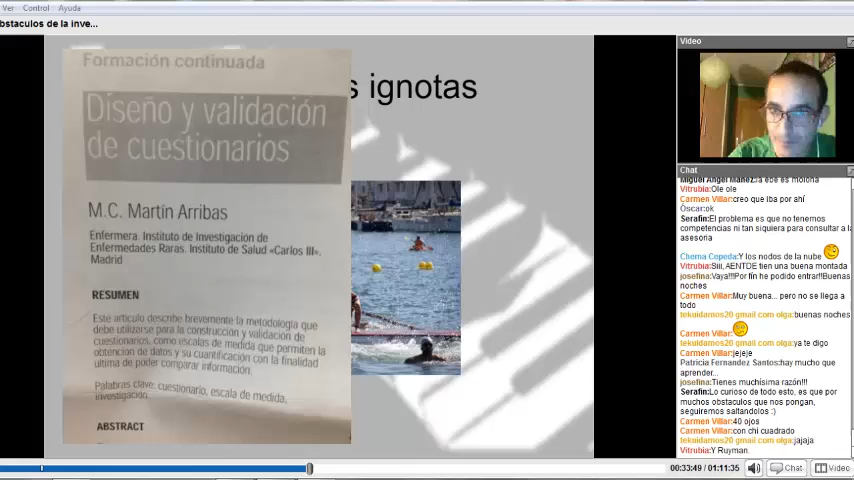 Ver Control Ayuda
bstaculos de la inve...
s ignotas
Formación continuada
Diseño y validación
de cuestionarios
M.C. Martín Arribas
Enfermera. Instituto de Investigación de
Enfermedades Raras. Instituto de Salud «Carlos III».
Madrid
RESUMEN
Este artículo describe brevemente la metodología que
debe utilizarse para la construcción y validación de
cuestionarios, como escalas de medida que permiten la
obtención de datos y su cuantificación con la finalidad
última de poder comparar información.
Palabras clave: cuestionario, escala de medida,
investigación.
ABSTRACT
Video
Chat
Vitrubia:Ole ole
Carmen Villar:creo que iba por ahí
Òscar:ok
Serafin:El problema es que no tenemos
competencias ni tan siquiera para consultar a l
asesoria
Chema Cepeda:Y los nodos de la nube
Vitrubia:Siii, AENTDE tien una buena montada
josefina:Vaya!!!Por fín he podido entrar!!Buenas
noches
Carmen Villar:Muy buena... pero no se llega a
todo
tekuidamos20 gmail com olga:buenas noches
Carmen Villar:
tekuidamos20 gmail com olga:ya te digo
Carmen Villar:jejeje
Patricia Fernandez Santos:hay mucho que
aprender...
josefina:Tienes muchísima razón!!!
Serafin:Lo curioso de todo esto, es que por
muchos obstaculos que nos pongan,
seguiremos saltandolos :)
Carmen Villar:40 ojos
Carmen Villar:con chi cuadrado
tekuidamos20 gmail com olga:jajaja
Vitrubia:Y Ruyman.
00:33:49 / 01:11:35
Chat
Video